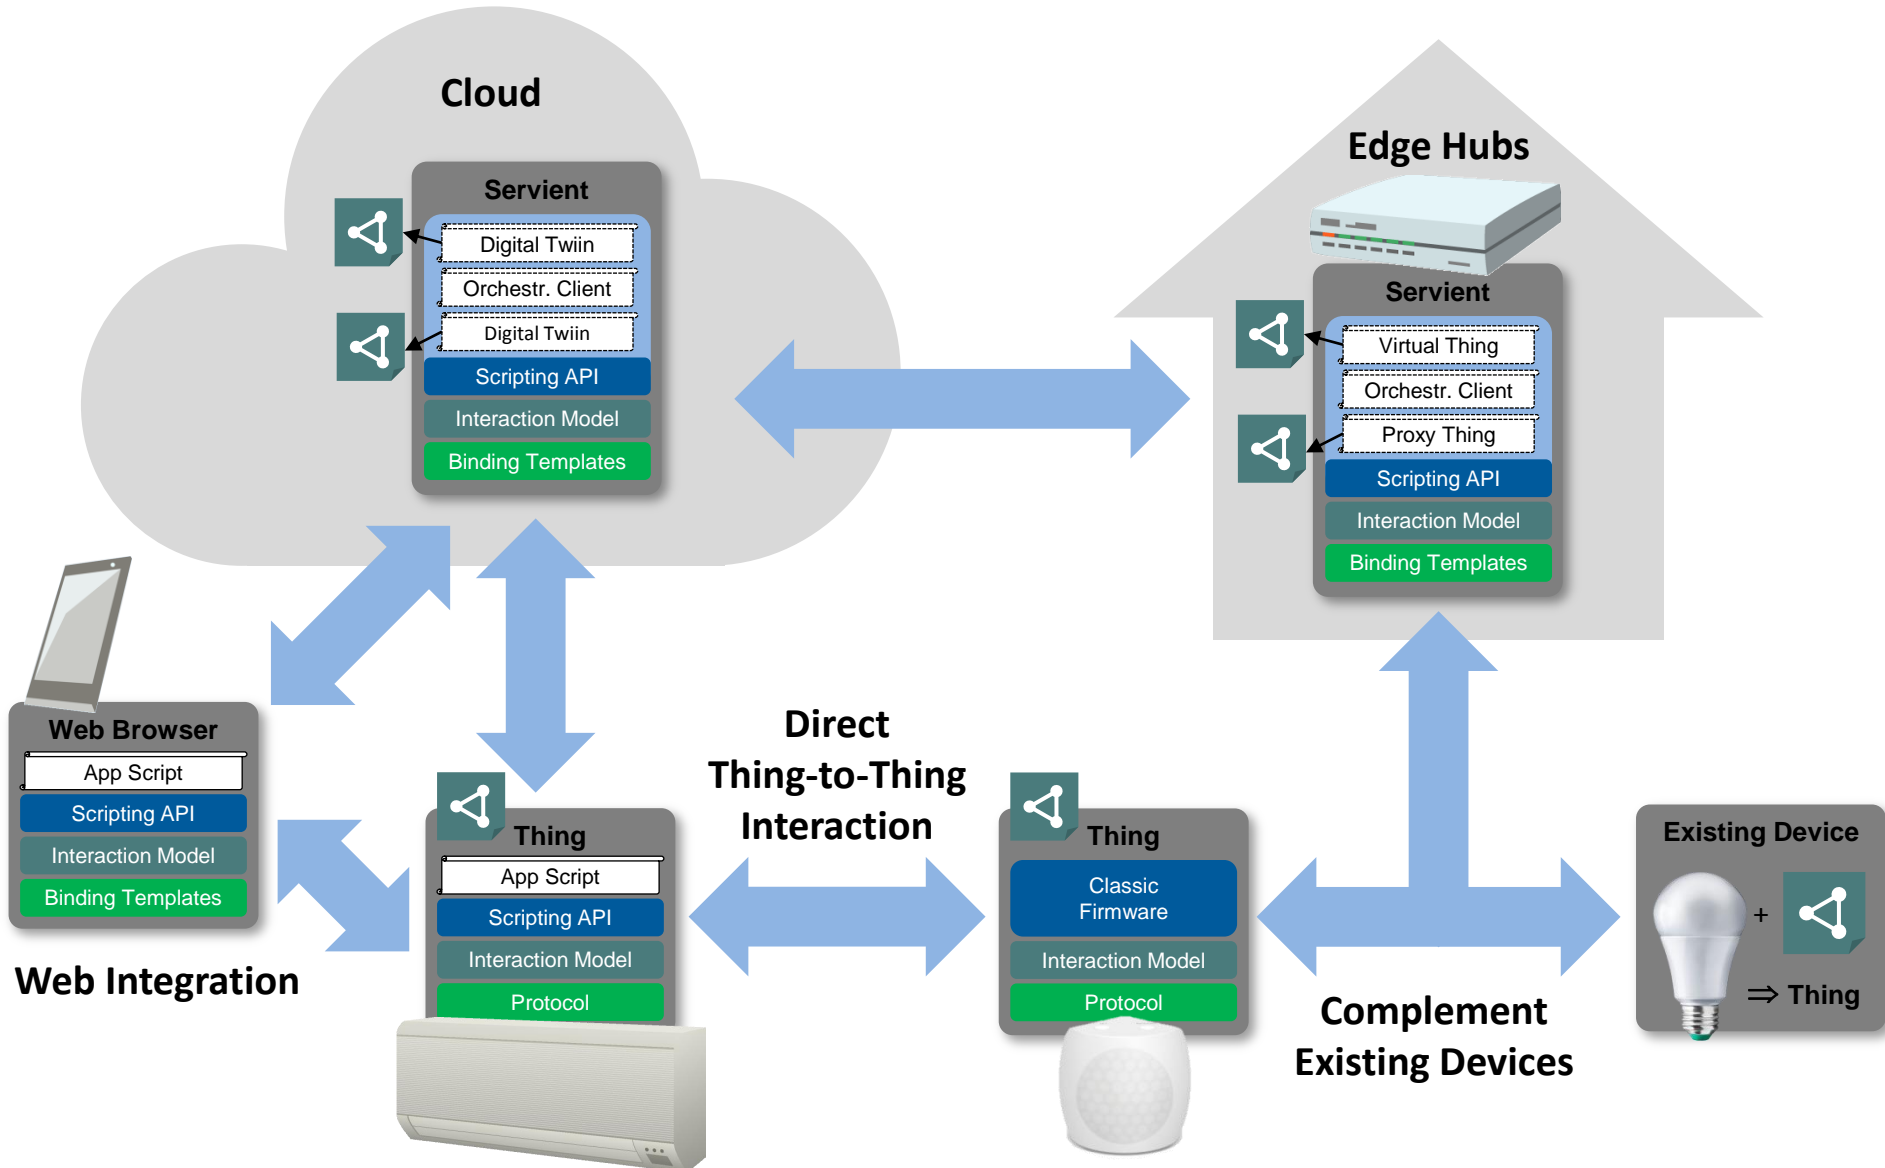 Cloud
Servient
Digital Twiin
Orchestr. Client
Digital Twiin
Scripting API
Interaction Model
Binding Templates
Edge Hubs
Servient
Virtual Thing
Orchestr. Client
Proxy Thing
Scripting API
Interaction Model
Binding Templates
Web Browser
App Script
Scripting API
Interaction Model
Binding Templates
Web Integration
Thing
App Script
Scripting API
Interaction Model
Protocol
Direct
Thing-to-Thing
Interaction
Thing
Classic
Firmware
Interaction Model
Protocol
Complement
Existing Devices
Existing Device
+
⇒ Thing